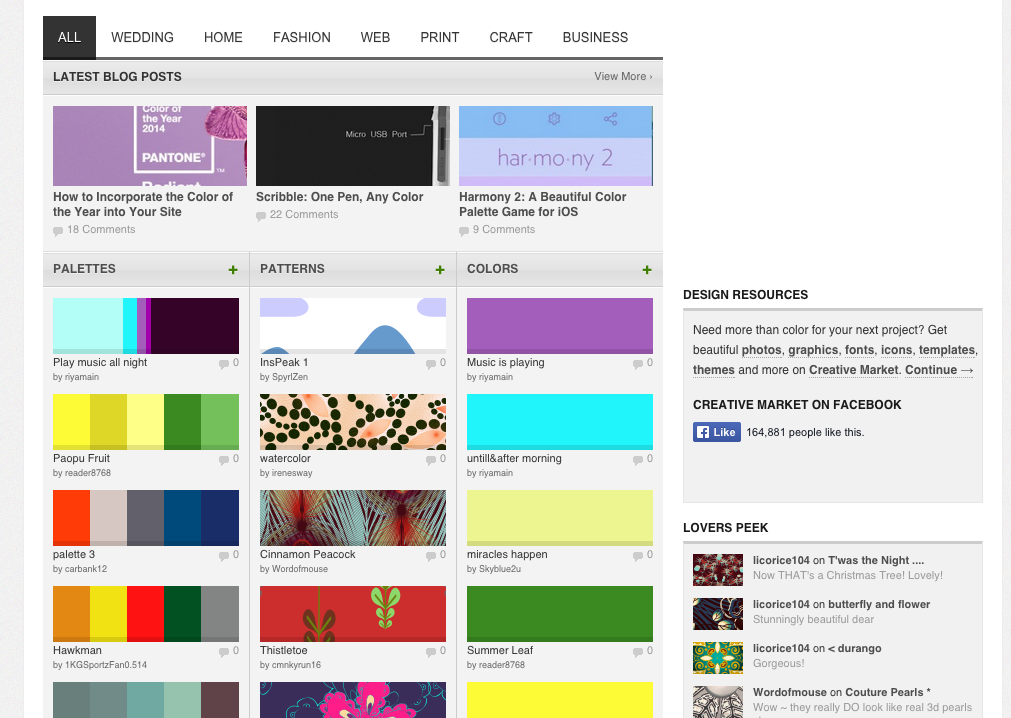 ALL WEDDING HOME FASHION WEB PRINT CRAFT BUSINESS
LATEST BLOG POSTS View More ›
Color of
the Year
2014
PANTONE®
TM
Radiant
Micro USB Port
har·mo·ny 2
How to Incorporate the Color of
the Year into Your Site
18 Comments
Scribble: One Pen, Any Color
22 Comments
Harmony 2: A Beautiful Color
Palette Game for iOS
9 Comments
PALETTES +
Play music all night 0
by riyamain
Paopu Fruit 0
by reader8768
palette 3 0
by carbank12
Hawkman 0
by 1KGSportzFan0.514
PATTERNS +
InsPeak 1 0
by SpyrlZen
watercolor 0
by irenesway
Cinnamon Peacock 0
by Wordofmouse
Thistletoe 0
by cmnkyrun16
COLORS +
Music is playing 0
by riyamain
untill&after morning 0
by riyamain
miracles happen 0
by Skyblue2u
Summer Leaf 0
by reader8768
DESIGN RESOURCES
Need more than color for your next project? Get
beautiful photos, graphics, fonts, icons, templates,
themes and more on Creative Market. Continue →
CREATIVE MARKET ON FACEBOOK
f Like 164,881 people like this.
LOVERS PEEK
licorice104 on T'was the Night ....
Now THAT's a Christmas Tree! Lovely!
licorice104 on butterfly and flower
Stunningly beautiful dear
licorice104 on < durango
Gorgeous!
Wordofmouse on Couture Pearls *
Wow ~ they really DO look like real 3d pearls